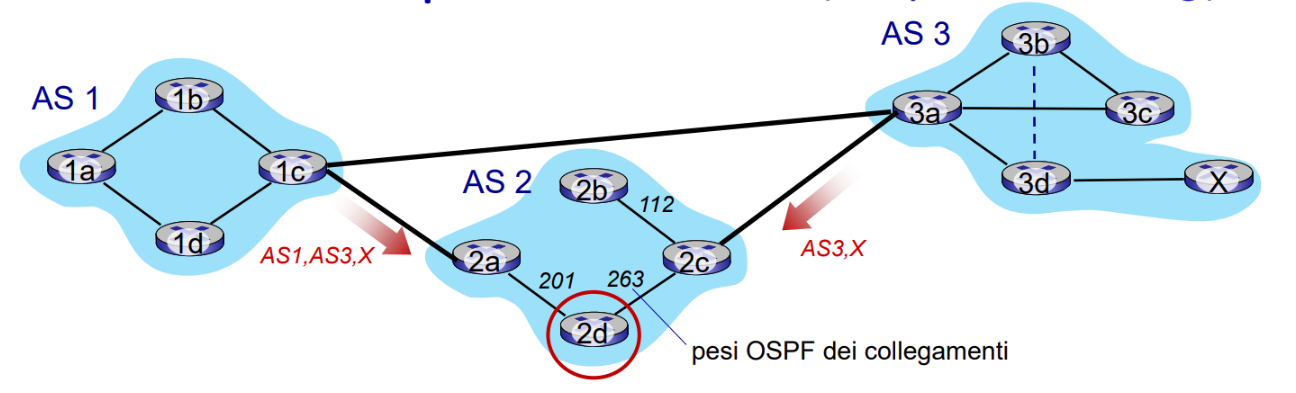 AS 3
3b
AS 1
1b
3a
3c
1a
1c
AS 2
2b
3d
X
112
1d
AS1,AS3,X
AS3,X
2a
2c
201
263
2d
pesi OSPF dei collegamenti